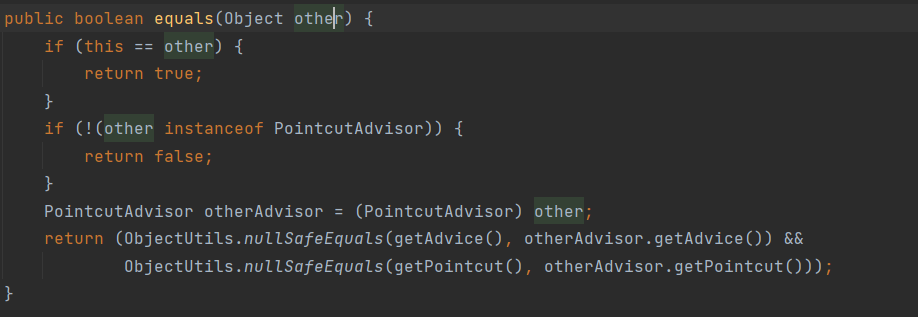 public boolean equals(Object other) {
    if (this == other) {
        return true;
    }
    if (!(other instanceof PointcutAdvisor)) {
        return false;
    }
    PointcutAdvisor otherAdvisor = (PointcutAdvisor) other;
    return (ObjectUtils.nullSafeEquals(getAdvice(), otherAdvisor.getAdvice()) &&
            ObjectUtils.nullSafeEquals(getPointcut(), otherAdvisor.getPointcut()));
}